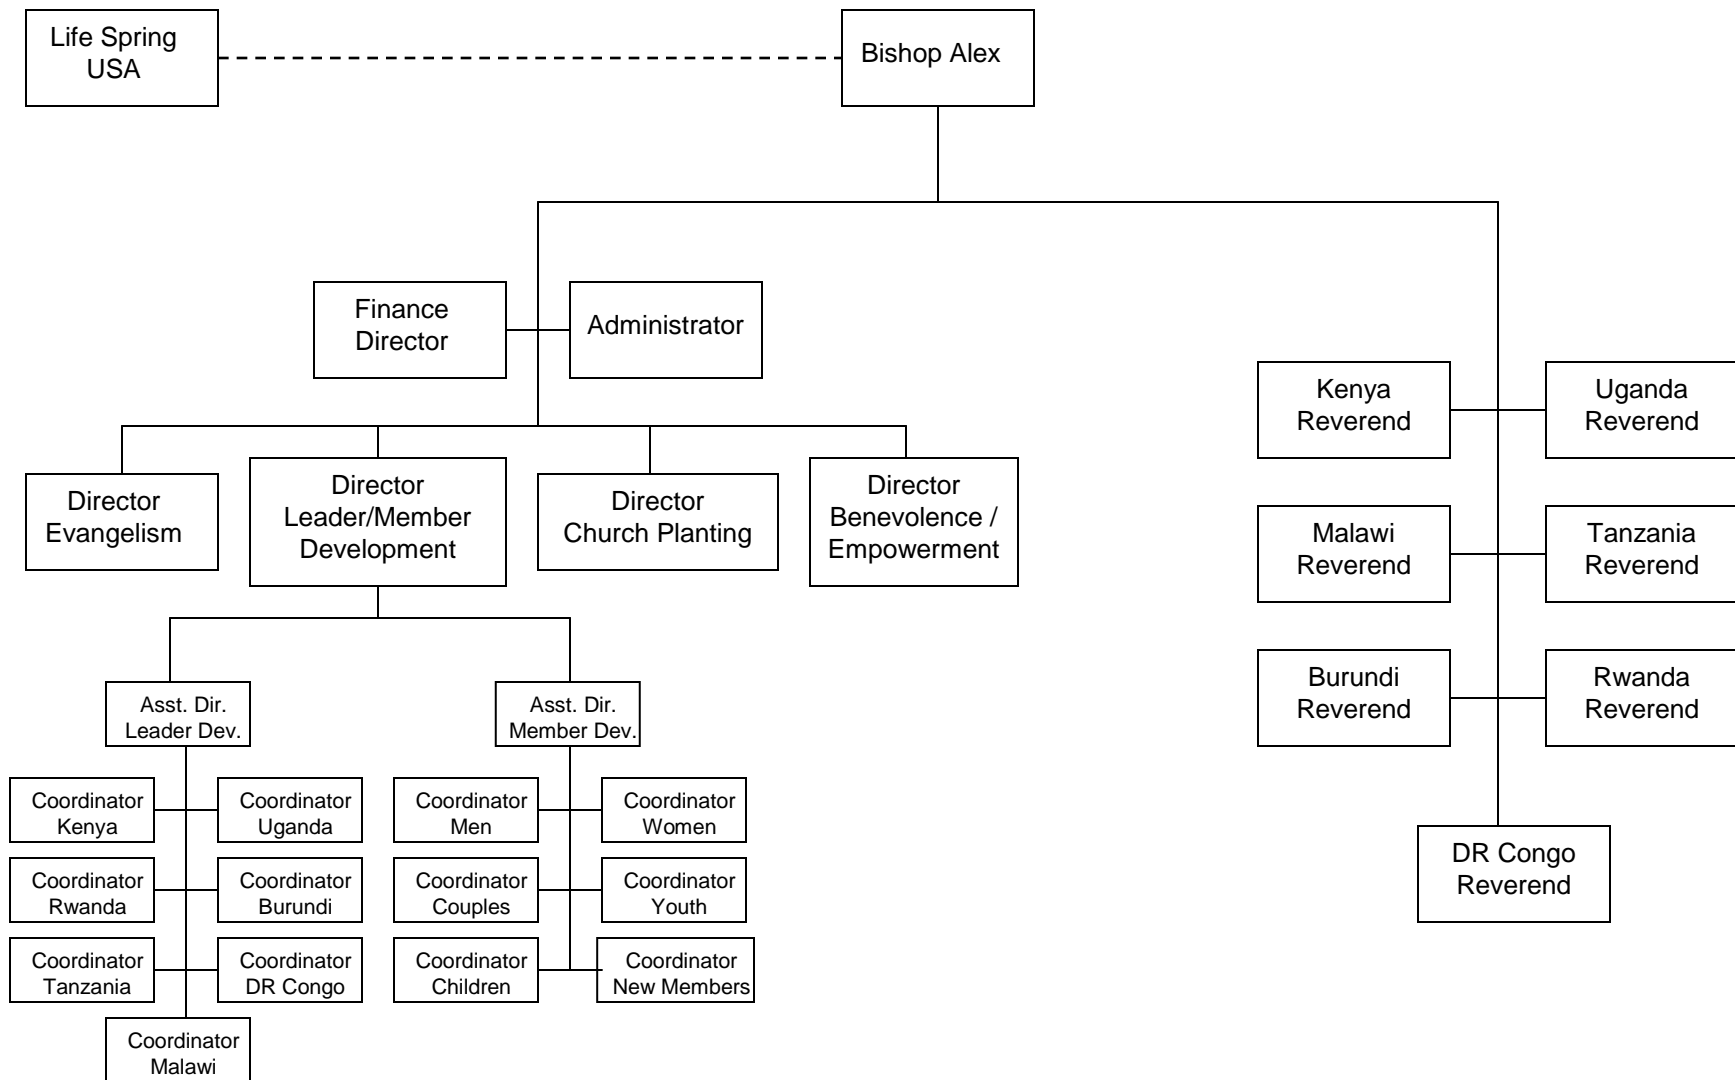 Life Spring
USA
Bishop Alex
Finance
Director
Administrator
Kenya
Reverend
Uganda
Reverend
Director
Evangelism
Director
Leader/Member
Development
Director
Church Planting
Director
Benevolence /
Empowerment
Malawi
Reverend
Tanzania
Reverend
Burundi
Reverend
Rwanda
Reverend
Asst. Dir.
Leader Dev.
Asst. Dir.
Member Dev.
Coordinator
Kenya
Coordinator
Uganda
Coordinator
Men
Coordinator
Women
DR Congo
Reverend
Coordinator
Rwanda
Coordinator
Burundi
Coordinator
Couples
Coordinator
Youth
Coordinator
Tanzania
Coordinator
DR Congo
Coordinator
Children
Coordinator
New Members
Coordinator
Malawi